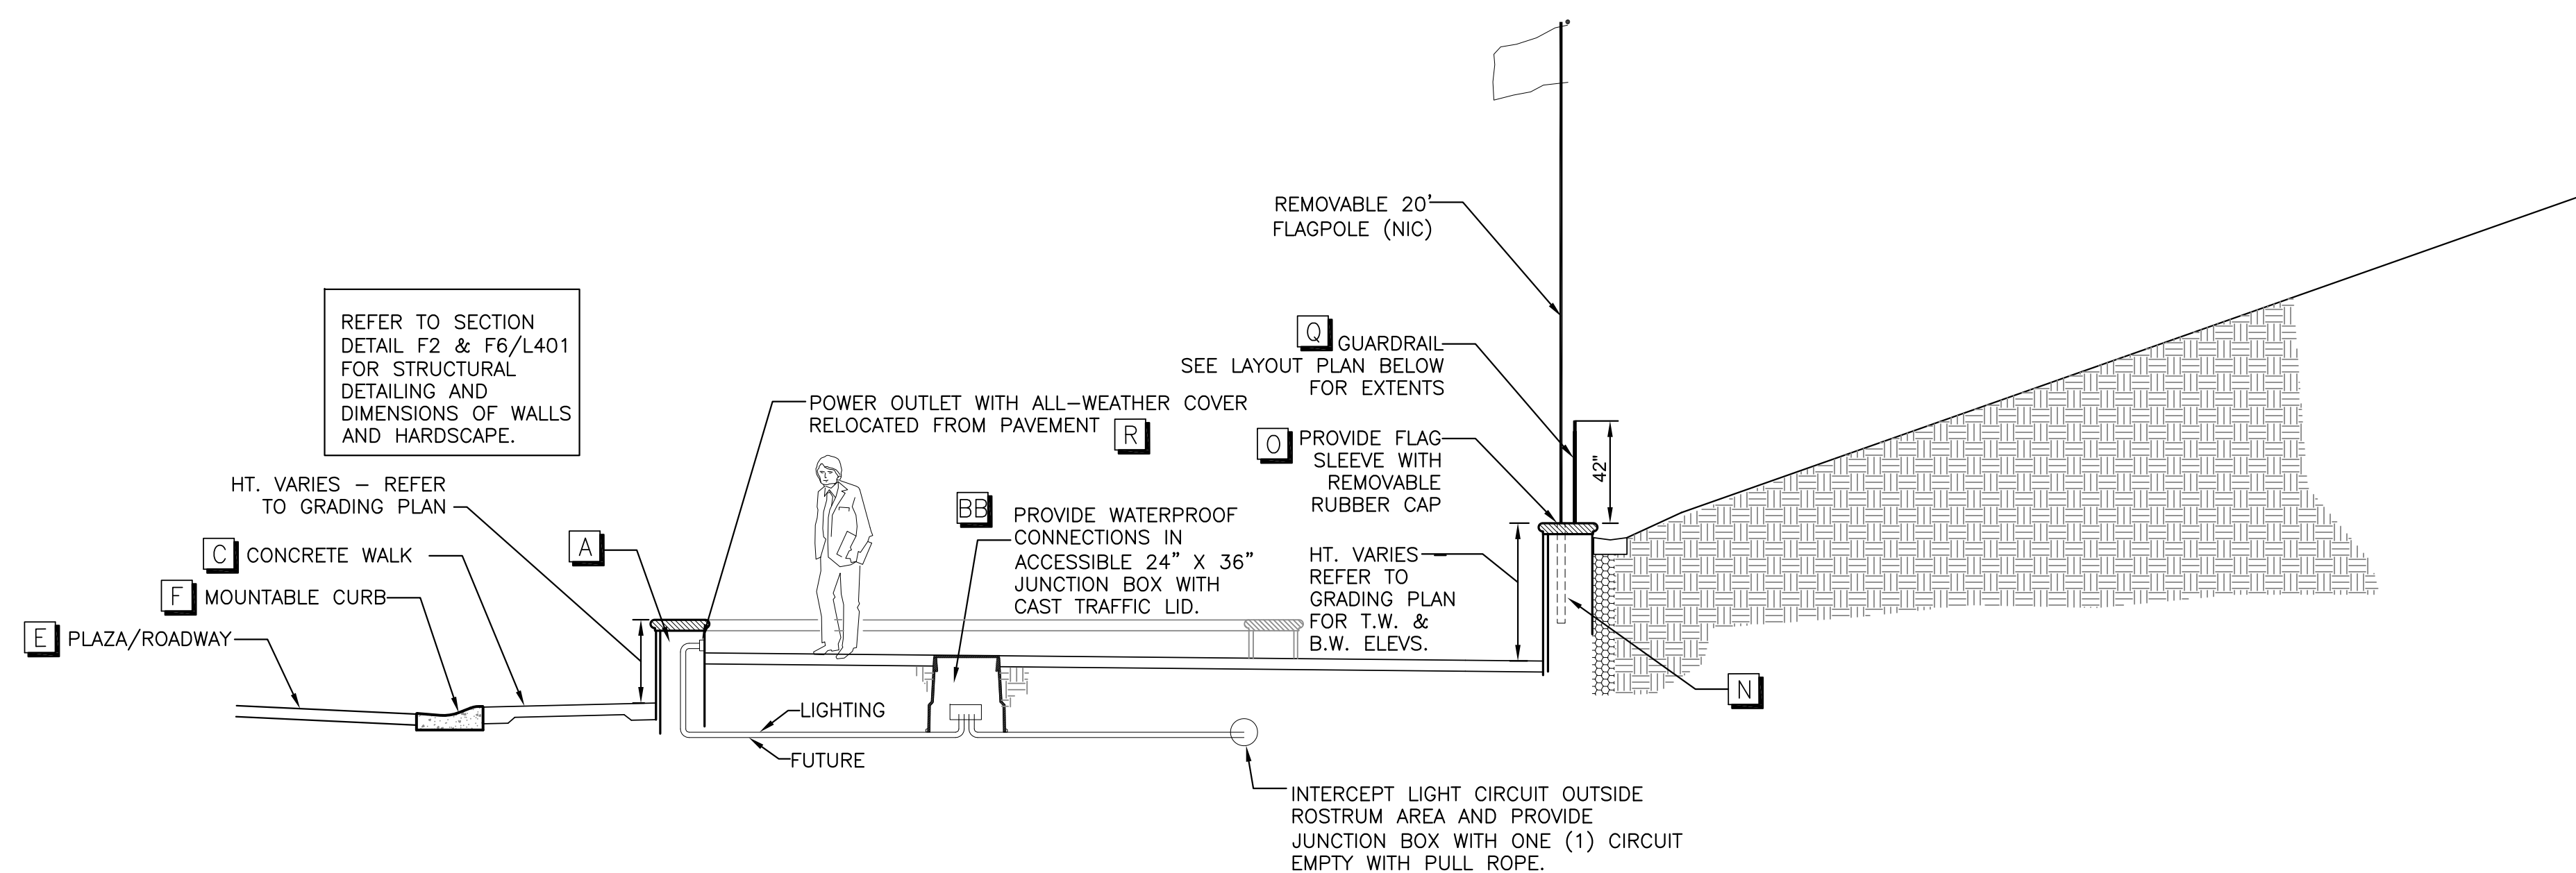 REMOVABLE 20'
FLAGPOLE (NIC)
Q GUARDRAIL
SEE LAYOUT PLAN BELOW
FOR EXTENTS
O PROVIDE FLAG
SLEEVE WITH
REMOVABLE
RUBBER CAP
42"
REFER TO SECTION
DETAIL F2 & F6/L401
FOR STRUCTURAL
DETAILING AND
DIMENSIONS OF WALLS
AND HARDSCAPE.
POWER OUTLET WITH ALL-WEATHER COVER
RELOCATED FROM PAVEMENT R
HT. VARIES - REFER
TO GRADING PLAN
C CONCRETE WALK
F MOUNTABLE CURB
E PLAZA/ROADWAY
A
BB PROVIDE WATERPROOF
CONNECTIONS IN
ACCESSIBLE 24" X 36"
JUNCTION BOX WITH
CAST TRAFFIC LID.
HT. VARIES
REFER TO
GRADING PLAN
FOR T.W. &
B.W. ELEVS.
N
LIGHTING
FUTURE
INTERCEPT LIGHT CIRCUIT OUTSIDE
ROSTRUM AREA AND PROVIDE
JUNCTION BOX WITH ONE (1) CIRCUIT
EMPTY WITH PULL ROPE.